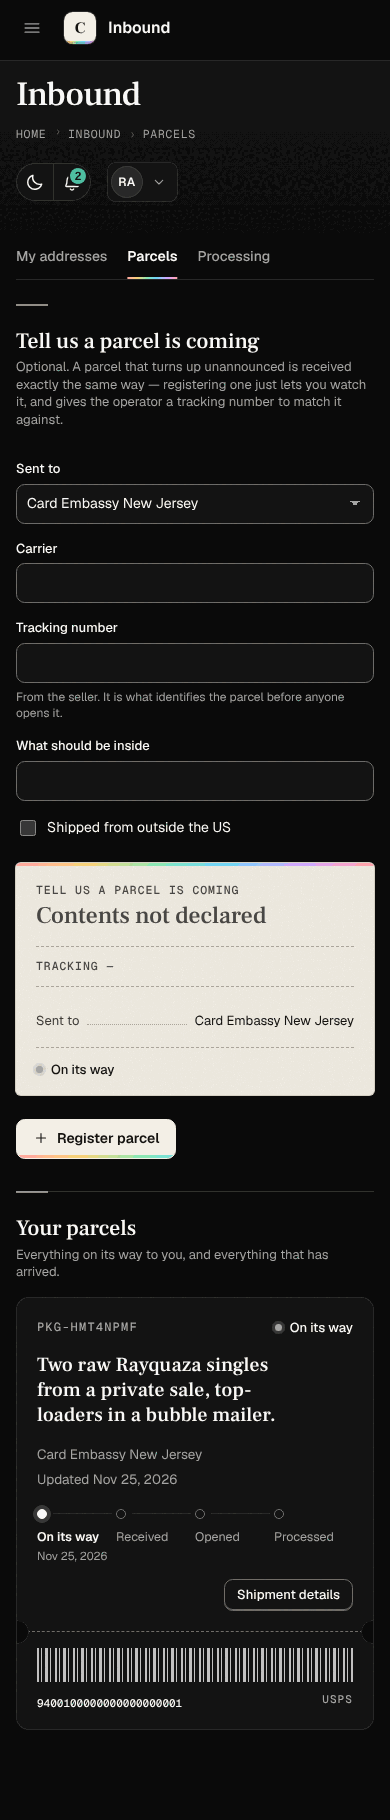 C Inbound
Inbound
HOME › INBOUND › PARCELS
2
RA
My addresses Parcels Processing
Tell us a parcel is coming
Optional. A parcel that turns up unannounced is received
exactly the same way — registering one just lets you watch
it, and gives the operator a tracking number to match it
against.
Sent to
Card Embassy New Jersey
Carrier
Tracking number
From the seller. It is what identifies the parcel before anyone
opens it.
What should be inside
Shipped from outside the US
TELL US A PARCEL IS COMING
Contents not declared
TRACKING —
Sent to Card Embassy New Jersey
On its way
+ Register parcel
Your parcels
Everything on its way to you, and everything that has
arrived.
PKG-HMT4NPMF On its way
Two raw Rayquaza singles
from a private sale, top-
loaders in a bubble mailer.
Card Embassy New Jersey
Updated Nov 25, 2026
On its way Received Opened Processed
Nov 25, 2026
Shipment details
9400100000000000000001 USPS